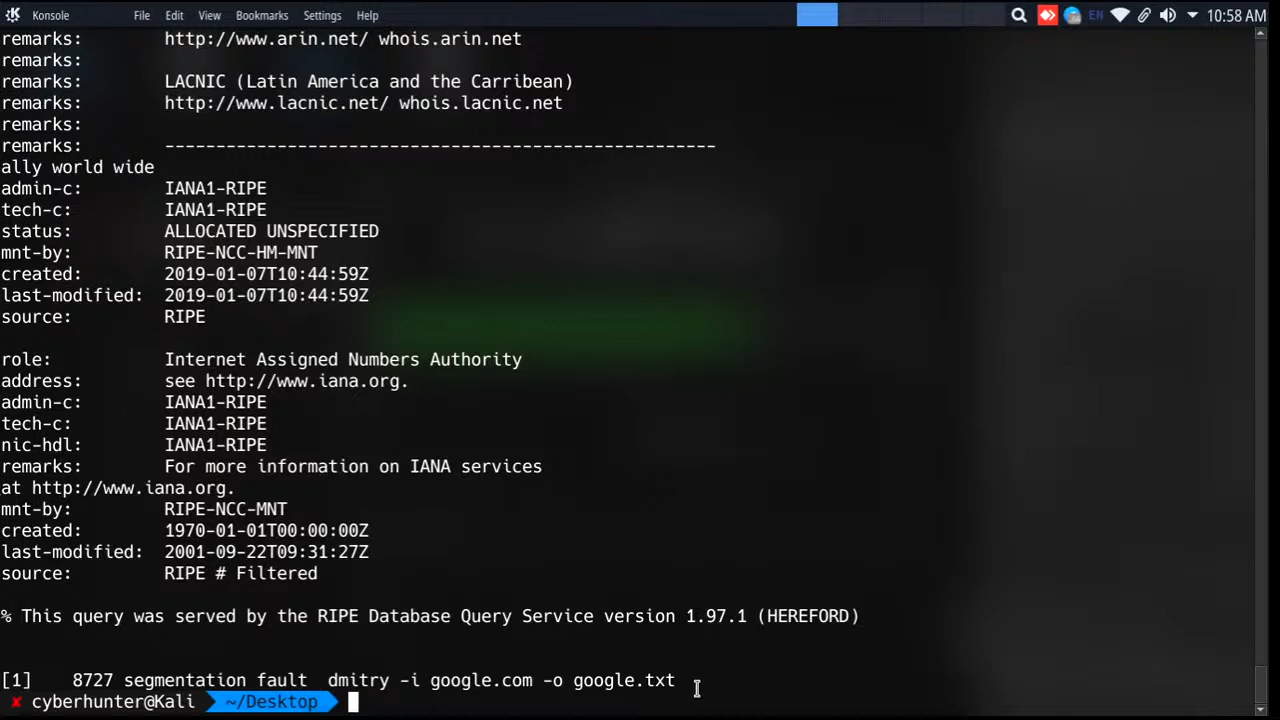 Konsole File Edit View Bookmarks Settings Help EN 10:58 AM
remarks: http://www.arin.net/ whois.arin.net
remarks:
remarks: LACNIC (Latin America and the Carribean)
remarks: http://www.lacnic.net/ whois.lacnic.net
remarks:
remarks: ------------------------------------------------------
ally world wide
admin-c: IANA1-RIPE
tech-c: IANA1-RIPE
status: ALLOCATED UNSPECIFIED
mnt-by: RIPE-NCC-HM-MNT
created: 2019-01-07T10:44:59Z
last-modified: 2019-01-07T10:44:59Z
source: RIPE
role: Internet Assigned Numbers Authority
address: see http://www.iana.org.
admin-c: IANA1-RIPE
tech-c: IANA1-RIPE
nic-hdl: IANA1-RIPE
remarks: For more information on IANA services
at http://www.iana.org.
mnt-by: RIPE-NCC-MNT
created: 1970-01-01T00:00:00Z
last-modified: 2001-09-22T09:31:27Z
source: RIPE # Filtered
% This query was served by the RIPE Database Query Service version 1.97.1 (HEREFORD)
[1] 8727 segmentation fault dmitry -i google.com -o google.txt
✘ cyberhunter@Kali ~/Desktop